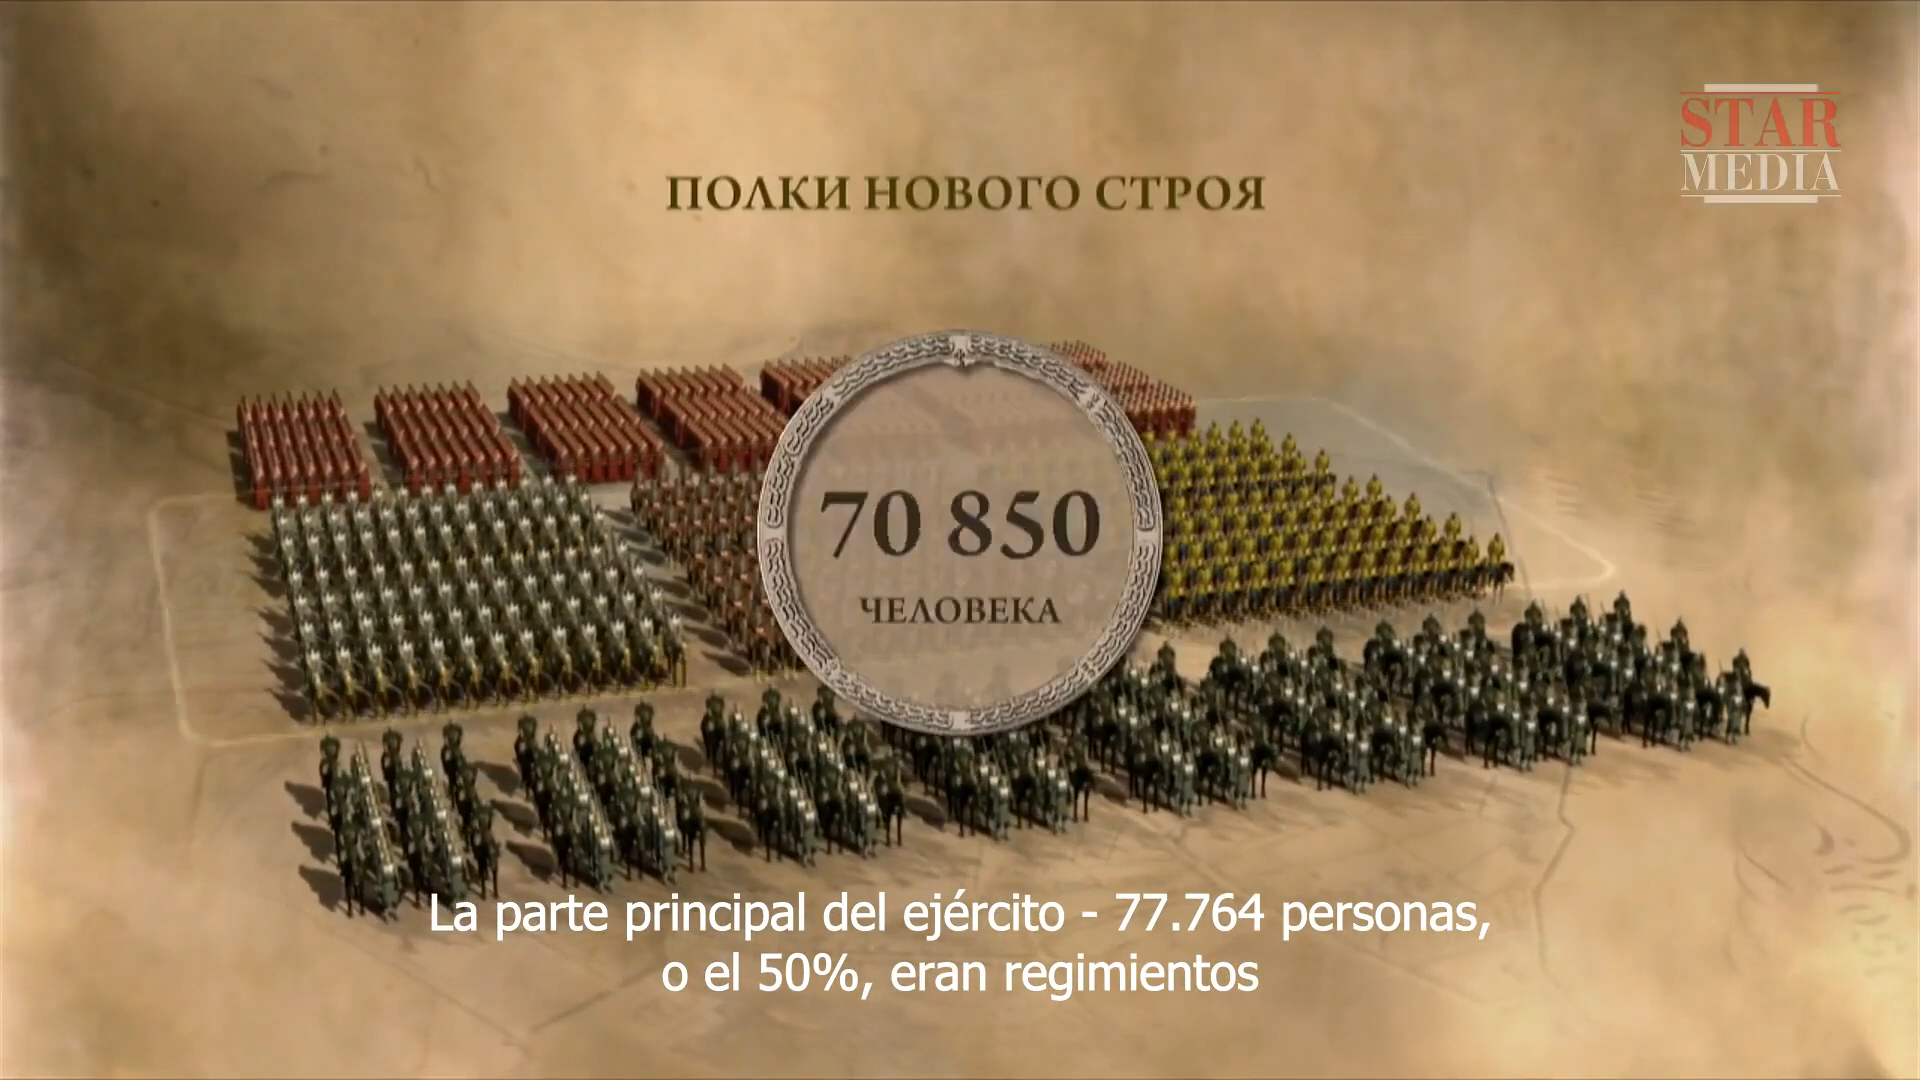 STAR
MEDIA
ПОЛКИ НОВОГО СТРОЯ
70 850
ЧЕЛОВЕКА
La parte principal del ejército - 77.764 personas,
o el 50%, eran regimientos